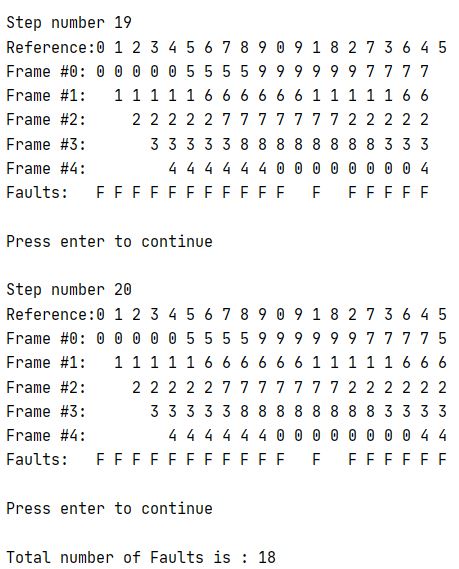 Step number 19
Reference:0 1 2 3 4 5 6 7 8 9 0 9 1 8 2 7 3 6 4 5
Frame #0: 0 0 0 0 0 5 5 5 5 9 9 9 9 9 9 7 7 7 7
Frame #1:   1 1 1 1 1 6 6 6 6 6 6 1 1 1 1 1 6 6
Frame #2:     2 2 2 2 2 7 7 7 7 7 7 7 2 2 2 2 2
Frame #3:       3 3 3 3 3 8 8 8 8 8 8 8 8 3 3 3
Frame #4:         4 4 4 4 4 4 0 0 0 0 0 0 0 0 4
Faults:   F F F F F F F F F F F   F   F F F F F
Press enter to continue
Step number 20
Reference:0 1 2 3 4 5 6 7 8 9 0 9 1 8 2 7 3 6 4 5
Frame #0: 0 0 0 0 0 5 5 5 5 9 9 9 9 9 9 7 7 7 7 5
Frame #1:   1 1 1 1 1 6 6 6 6 6 6 1 1 1 1 1 6 6 6
Frame #2:     2 2 2 2 2 7 7 7 7 7 7 7 2 2 2 2 2 2
Frame #3:       3 3 3 3 3 8 8 8 8 8 8 8 8 3 3 3 3
Frame #4:         4 4 4 4 4 4 0 0 0 0 0 0 0 0 4 4
Faults:   F F F F F F F F F F F   F   F F F F F F
Press enter to continue
Total number of Faults is : 18